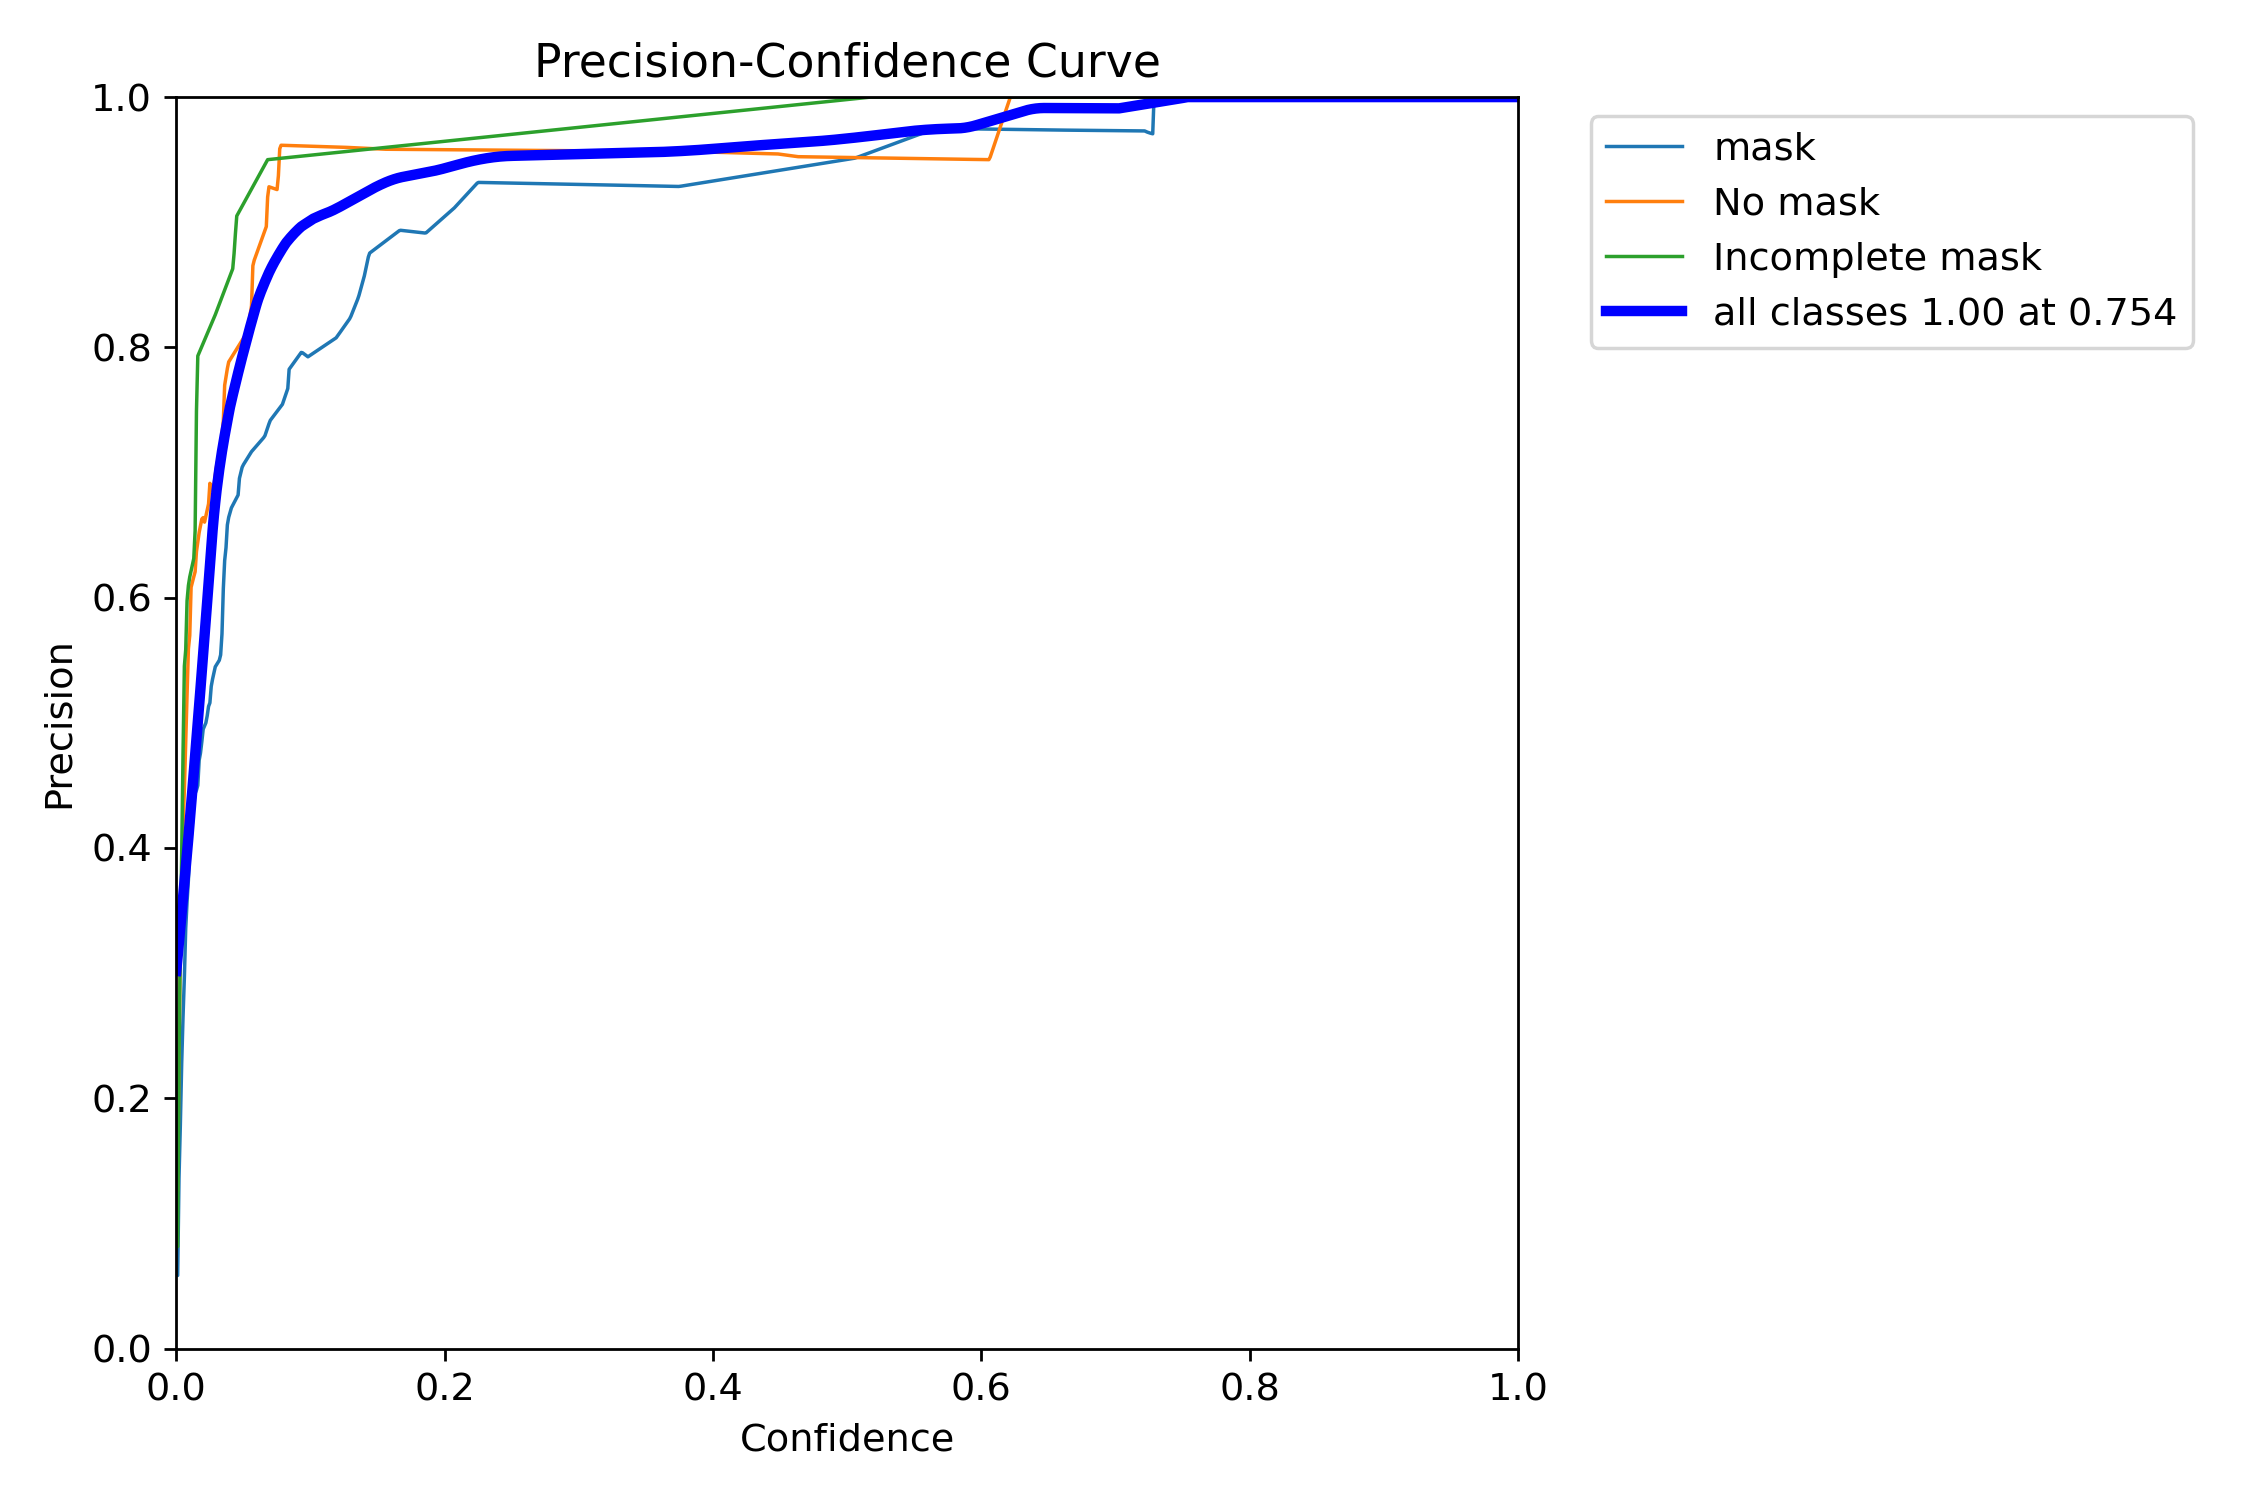 Precision-Confidence Curve
1.0
0.8
0.6
0.4
0.2
0.0
Precision
0.0 0.2 0.4 0.6 0.8 1.0
Confidence
mask
No mask
Incomplete mask
all classes 1.00 at 0.754